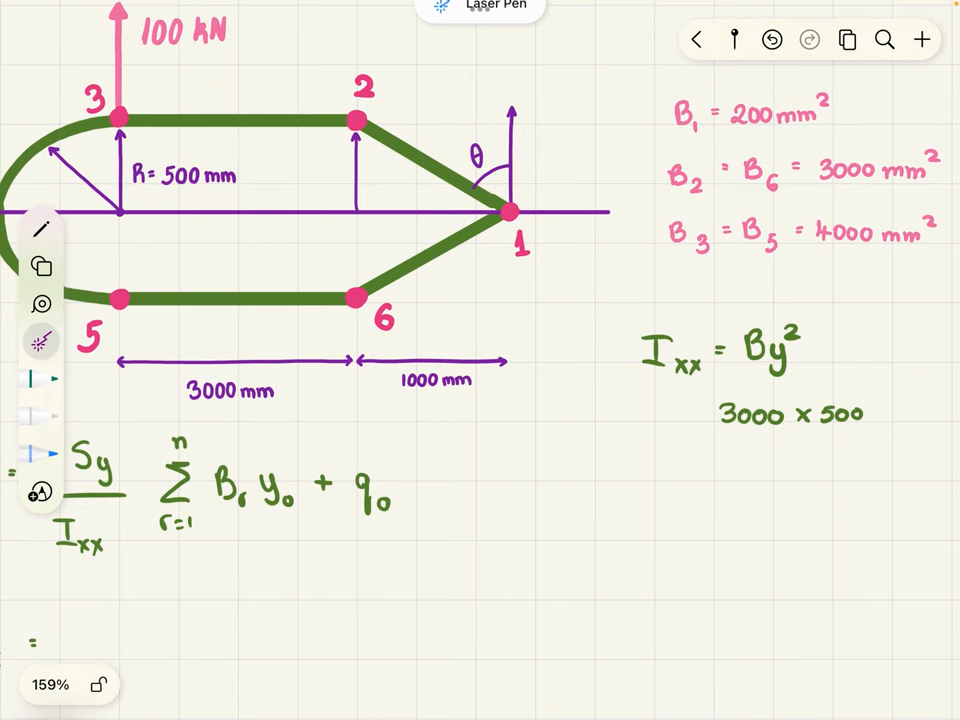 Laser Pen
100 kN
3
2
B₁ = 200 mm²
θ
R = 500 mm
B₂ = B₆ = 3000 mm²
B₃ = B₅ = 4000 mm²
1
5
6
3000 mm
1000 mm
Iₓₓ = By²
3000 × 500
= Sy/Iₓₓ n Σ r=1 Bᵣ y₀ + q₀
=
159%